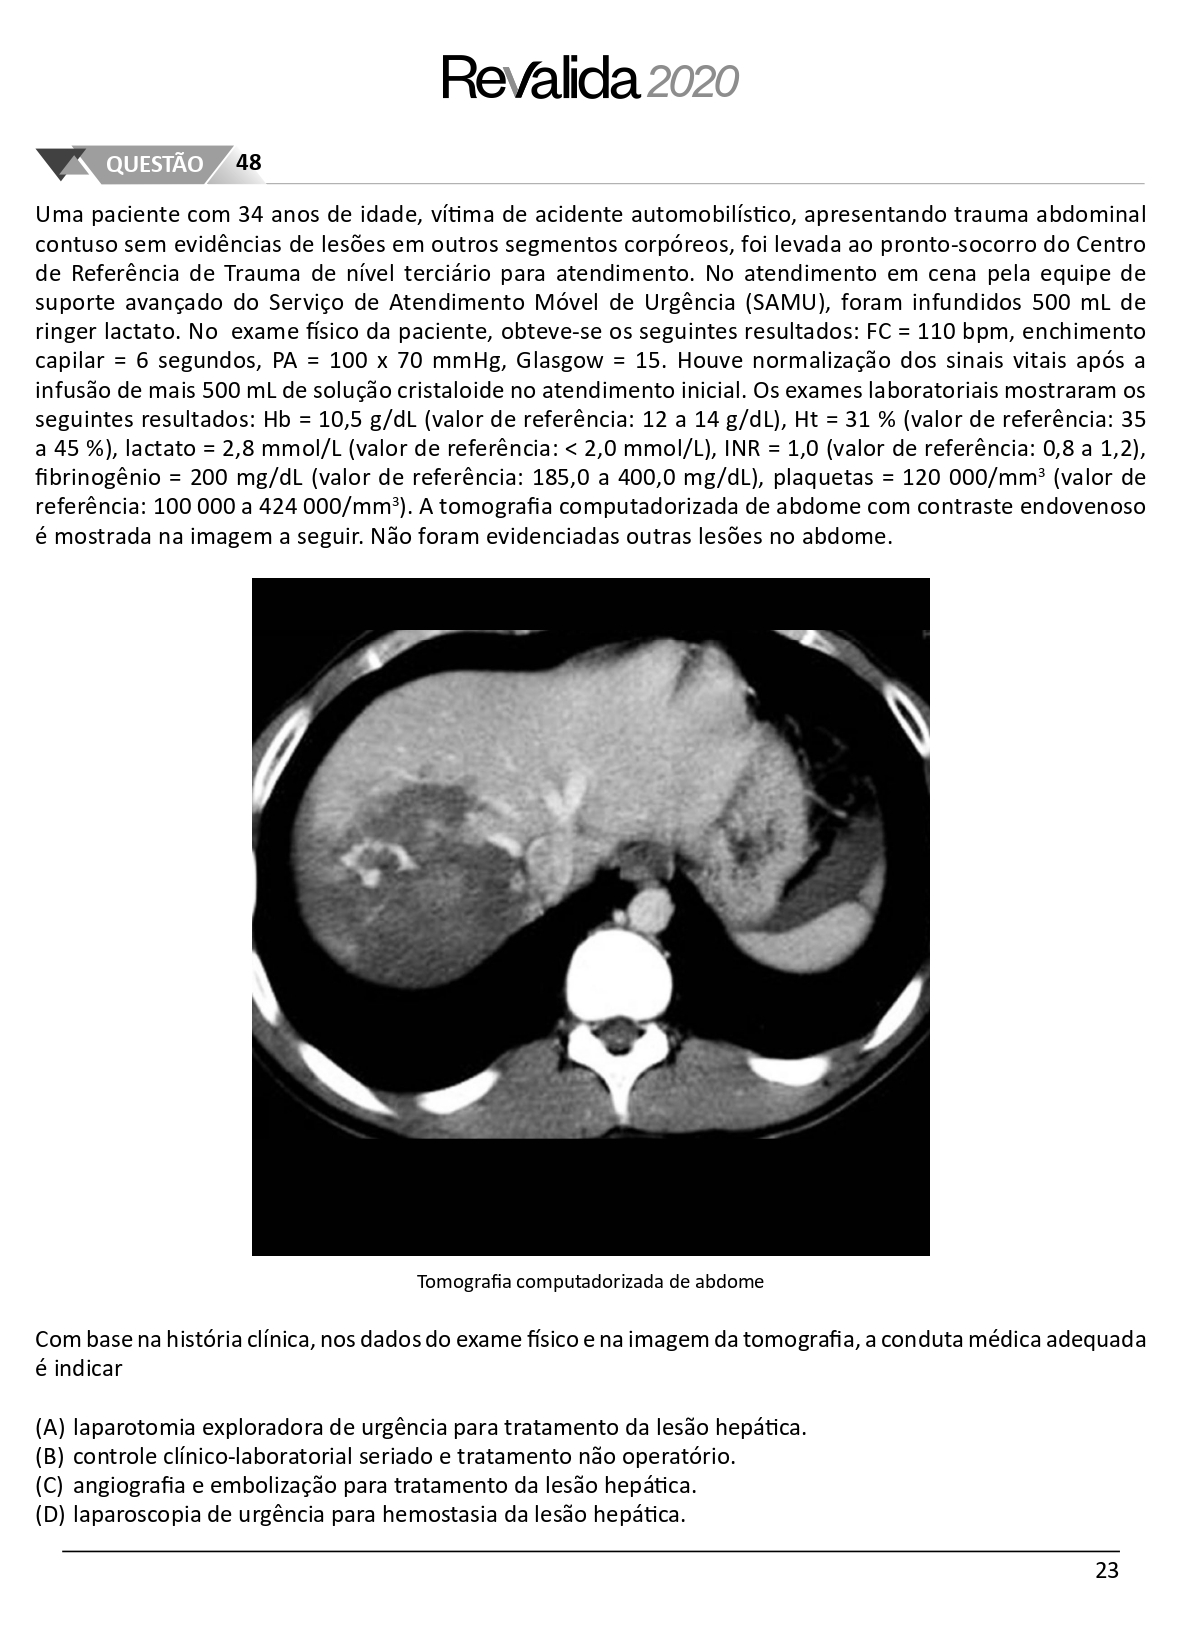 Revalida 2020
QUESTÃO 48
Uma paciente com 34 anos de idade, vítima de acidente automobilístico, apresentando trauma abdominal
contuso sem evidências de lesões em outros segmentos corpóreos, foi levada ao pronto-socorro do Centro
de Referência de Trauma de nível terciário para atendimento. No atendimento em cena pela equipe de
suporte avançado do Serviço de Atendimento Móvel de Urgência (SAMU), foram infundidos 500 mL de
ringer lactato. No exame físico da paciente, obteve-se os seguintes resultados: FC = 110 bpm, enchimento
capilar = 6 segundos, PA = 100 x 70 mmHg, Glasgow = 15. Houve normalização dos sinais vitais após a
infusão de mais 500 mL de solução cristaloide no atendimento inicial. Os exames laboratoriais mostraram os
seguintes resultados: Hb = 10,5 g/dL (valor de referência: 12 a 14 g/dL), Ht = 31 % (valor de referência: 35
a 45 %), lactato = 2,8 mmol/L (valor de referência: < 2,0 mmol/L), INR = 1,0 (valor de referência: 0,8 a 1,2),
fibrinogênio = 200 mg/dL (valor de referência: 185,0 a 400,0 mg/dL), plaquetas = 120 000/mm³ (valor de
referência: 100 000 a 424 000/mm³). A tomografia computadorizada de abdome com contraste endovenoso
é mostrada na imagem a seguir. Não foram evidenciadas outras lesões no abdome.
Tomografia computadorizada de abdome
Com base na história clínica, nos dados do exame físico e na imagem da tomografia, a conduta médica adequada
é indicar
(A) laparotomia exploradora de urgência para tratamento da lesão hepática.
(B) controle clínico-laboratorial seriado e tratamento não operatório.
(C) angiografia e embolização para tratamento da lesão hepática.
(D) laparoscopia de urgência para hemostasia da lesão hepática.
23